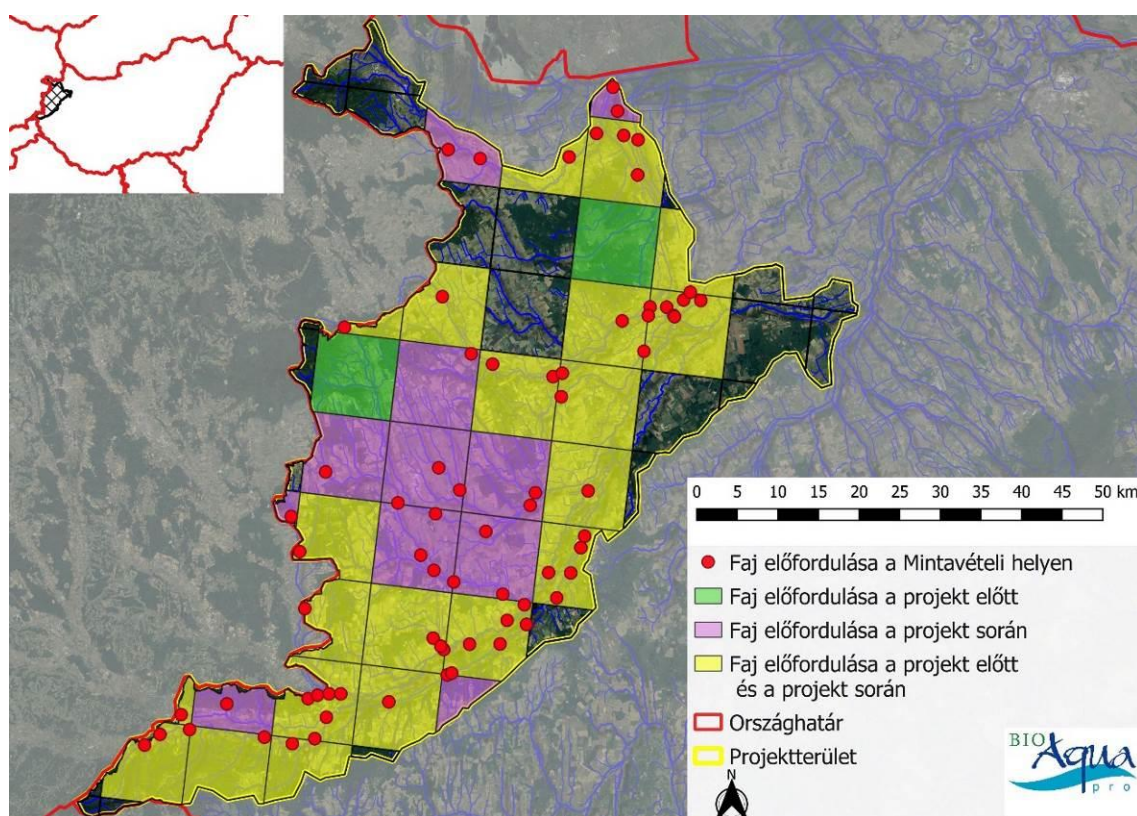 0 5 10 15 20 25 30 35 40 45 50 km
Faj előfordulása a Mintavételi helyen
Faj előfordulása a projekt előtt
Faj előfordulása a projekt során
Faj előfordulása a projekt előtt
és a projekt során
Országhatár
Projektterület
N
BIO
Aqua
pro